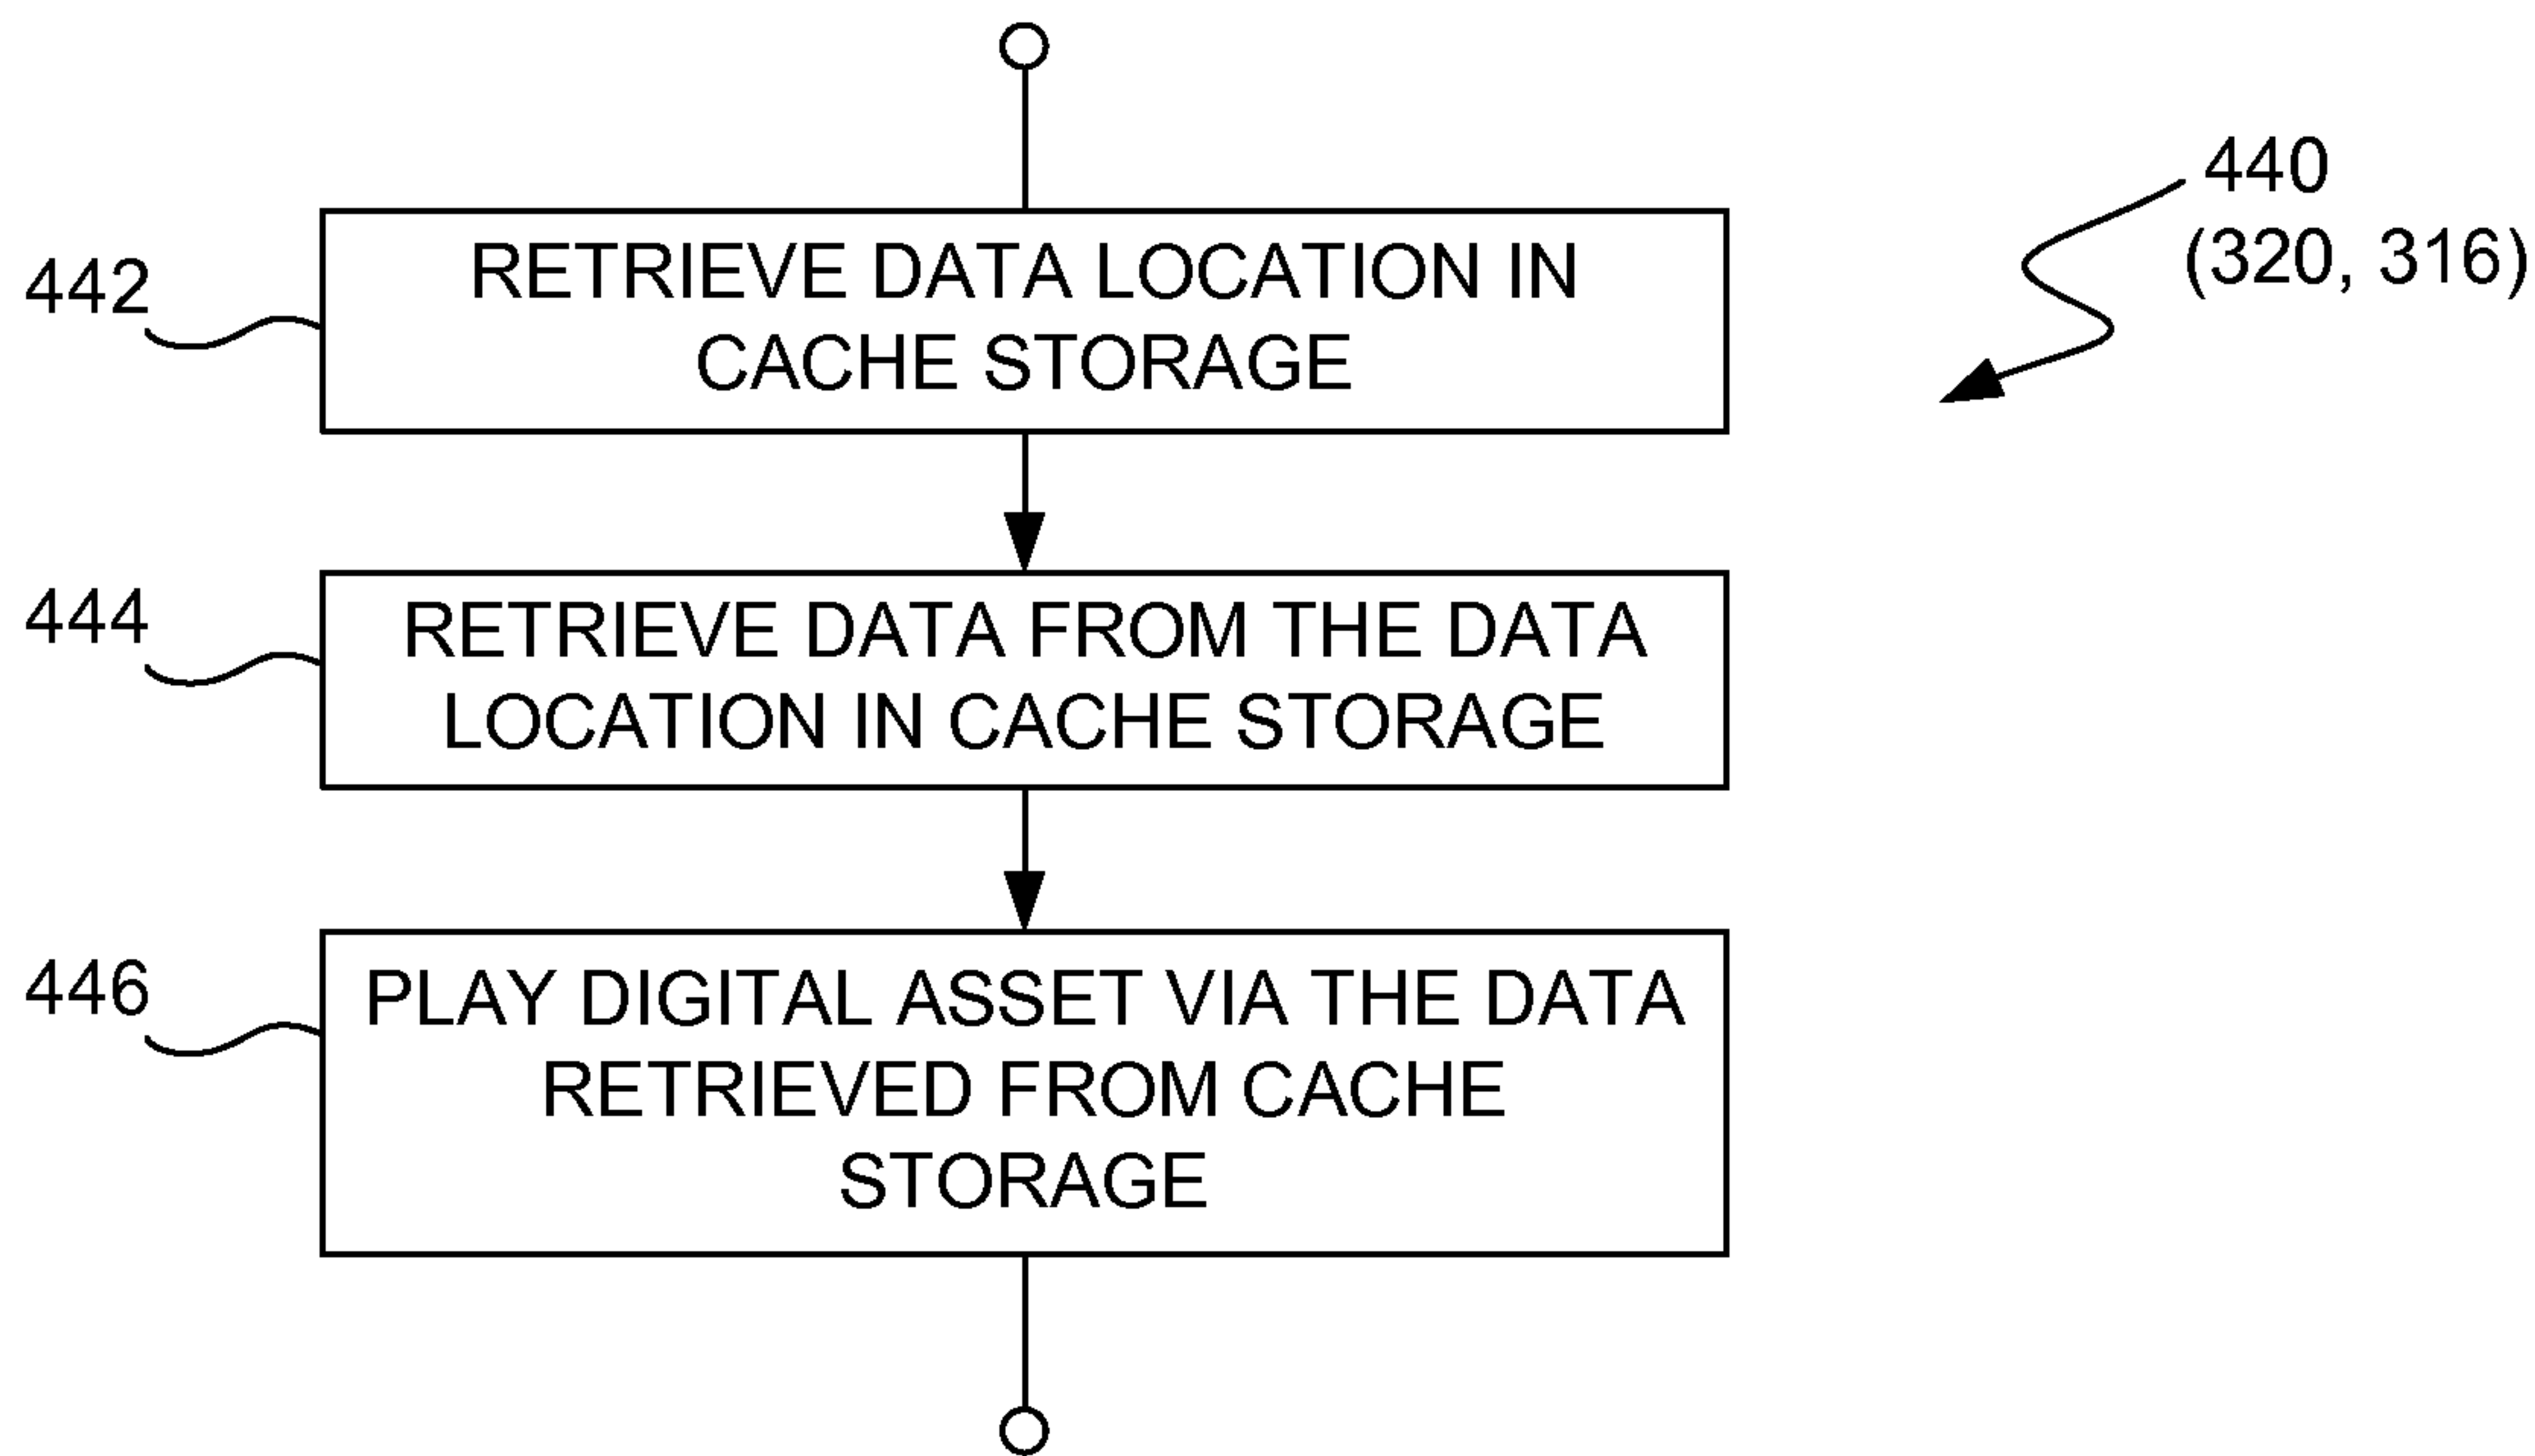 440
(320, 316)
442
RETRIEVE DATA LOCATION IN
CACHE STORAGE
444
RETRIEVE DATA FROM THE DATA
LOCATION IN CACHE STORAGE
446
PLAY DIGITAL ASSET VIA THE DATA
RETRIEVED FROM CACHE
STORAGE